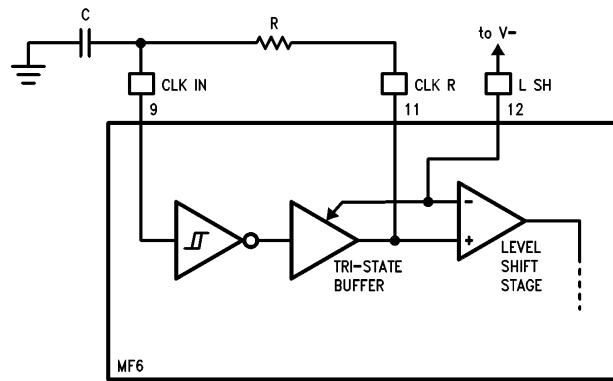 C
R
to V-
CLK IN
CLK R
L SH
9
11
12
-
+
TRI-STATE
BUFFER
LEVEL
SHIFT
STAGE
MF6